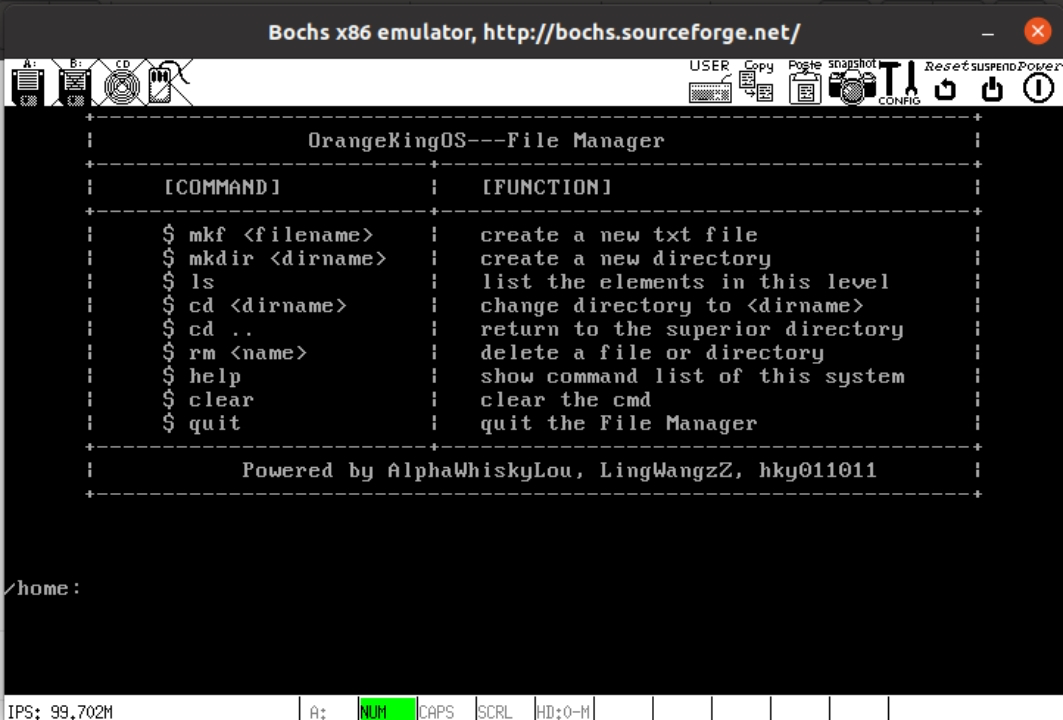 Bochs x86 emulator, http://bochs.sourceforge.net/
A: B: CD USER Copy Paste snapshot CONFIG Reset SUSPEND Power
OrangeKingOS---File Manager
[COMMAND] [FUNCTION]
$ mkf <filename> create a new txt file
$ mkdir <dirname> create a new directory
$ ls list the elements in this level
$ cd <dirname> change directory to <dirname>
$ cd .. return to the superior directory
$ rm <name> delete a file or directory
$ help show command list of this system
$ clear clear the cmd
$ quit quit the File Manager
Powered by AlphaWhiskyLou, LingWangzZ, hky011011
/home:
IPS: 99.702M A: NUM CAPS SCRL HD:0-M